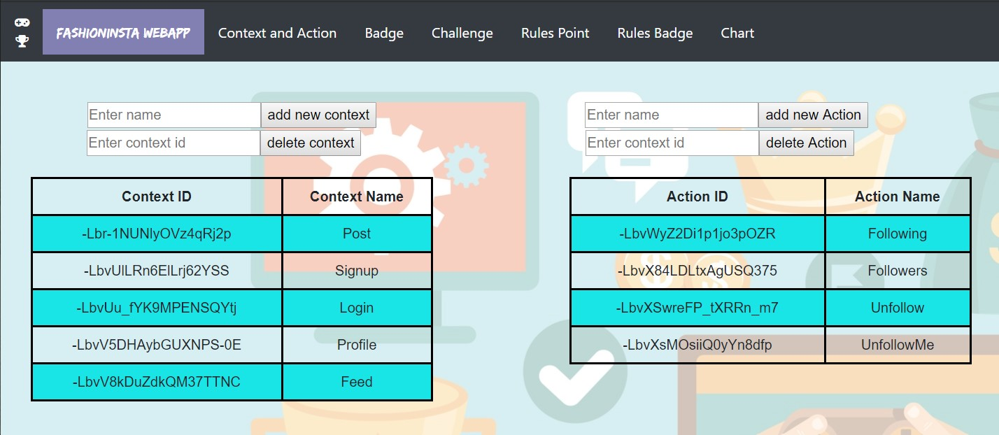 FASHIONINSTA WEBAPP Context and Action Badge Challenge Rules Point Rules Badge Chart
Enter name add new context
Enter context id delete context
Context ID Context Name
-Lbr-1NUNlyOVz4qRj2p Post
-LbvUlLRn6ElLrj62YSS Signup
-LbvUu_fYK9MPENSQYtj Login
-LbvV5DHAybGUXNPS-0E Profile
-LbvV8kDuZdkQM37TTNC Feed
Enter name add new Action
Enter context id delete Action
Action ID Action Name
-LbvWyZ2Di1p1jo3pOZR Following
-LbvX84LDLtxAgUSQ375 Followers
-LbvXSwreFP_tXRRn_m7 Unfollow
-LbvXsMOsiiQ0yYn8dfp UnfollowMe